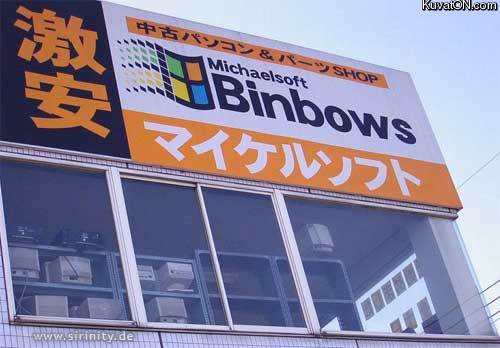 KuvatON.com
激安
中古パソコン&パーツSHOP
Michaelsoft
Binbows
マイケルソフト
www.sirinity.de